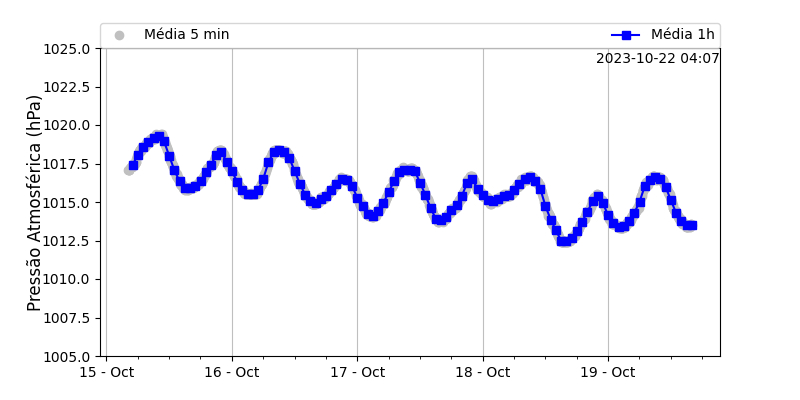 Média 5 min
Média 1h
2023-10-22 04:07
Pressão Atmosférica (hPa)
1025.0
1022.5
1020.0
1017.5
1015.0
1012.5
1010.0
1007.5
1005.0
15 - Oct
16 - Oct
17 - Oct
18 - Oct
19 - Oct